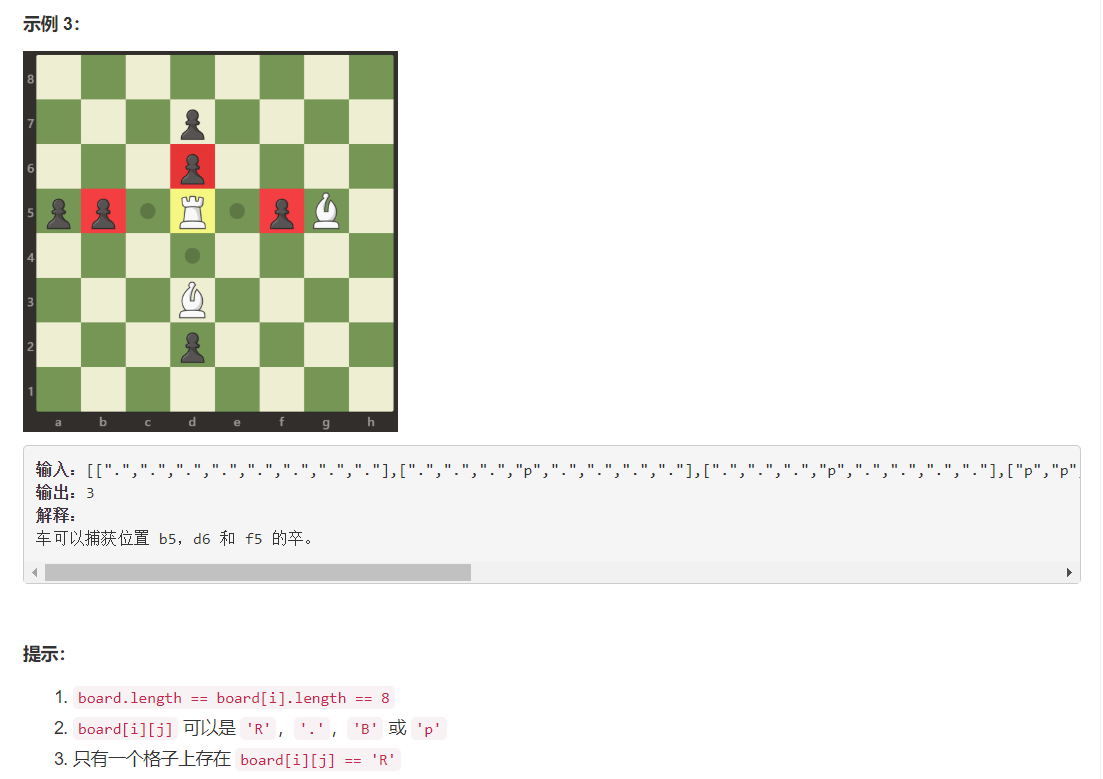 示例 3：
8
7
6
5
4
3
2
1
a b c d e f g h
输入：[[".",".",".",".",".",".",".","."],[".",".",".","p",".",".",".","."],[".",".",".","p",".",".",".","."],["p","p"
输出：3
解释：
车可以捕获位置 b5，d6 和 f5 的卒。
提示：
1. board.length == board[i].length == 8
2. board[i][j] 可以是 'R'，'.'，'B' 或 'p'
3. 只有一个格子上存在 board[i][j] == 'R'